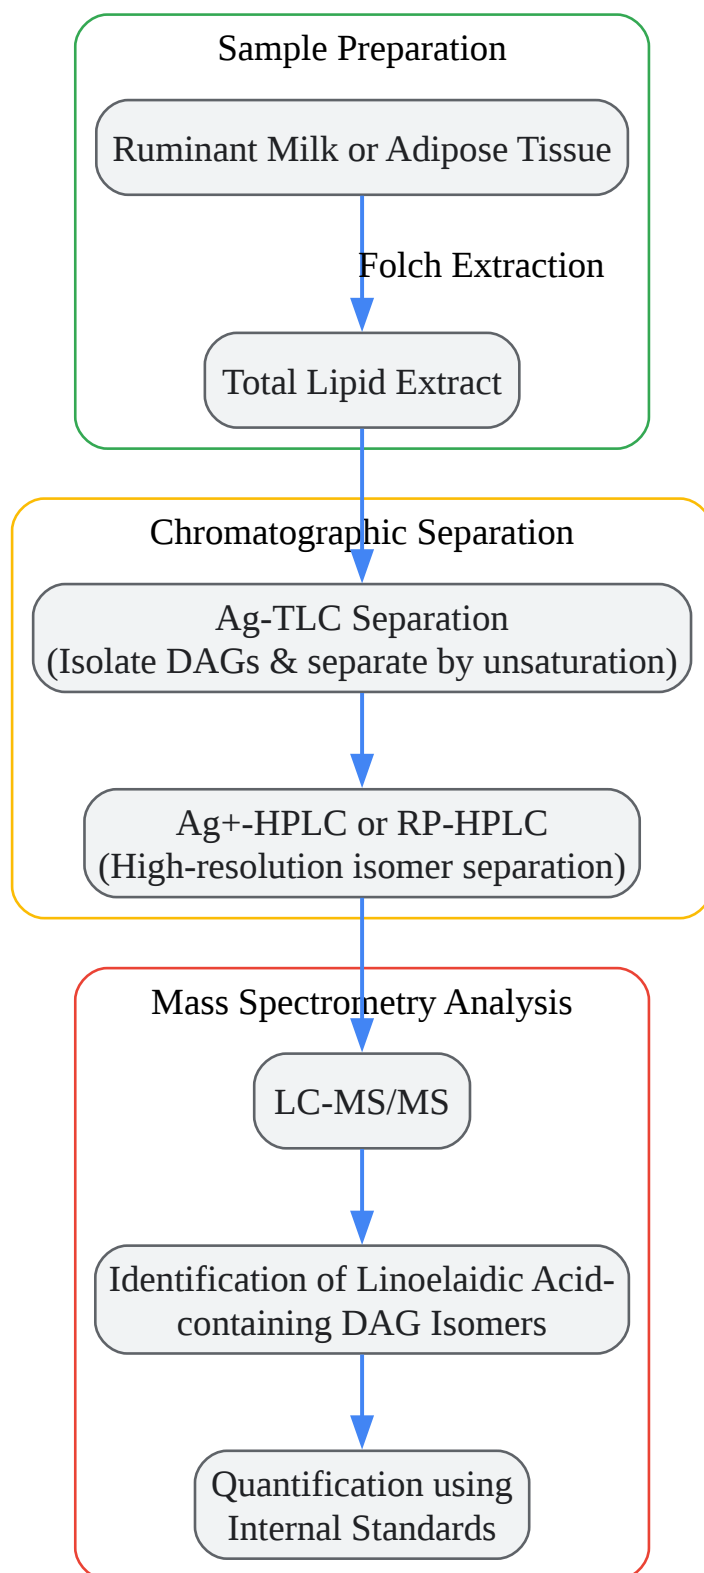 Sample Preparation
Ruminant Milk or Adipose Tissue
Folch Extraction
Total Lipid Extract
Chromatographic Separation
Ag-TLC Separation
(Isolate DAGs & separate by unsaturation)
Ag+-HPLC or RP-HPLC
(High-resolution isomer separation)
Mass Spectrometry Analysis
LC-MS/MS
Identification of Linoelaidic Acid-
containing DAG Isomers
Quantification using
Internal Standards